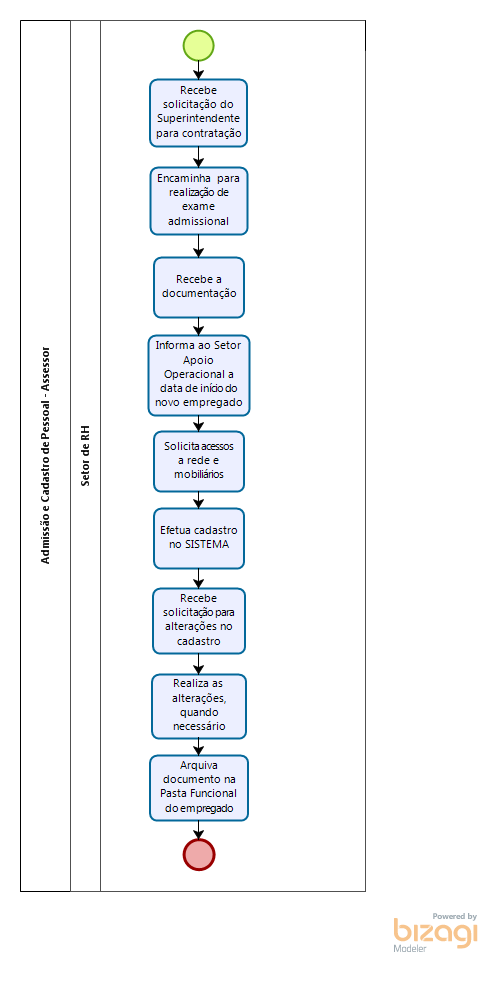 Admissão e Cadastro de Pessoal - Assessor
Setor de RH
Recebe
solicitação do
Superintendente
para contratação
Encaminha para
realização de
exame
admissional
Recebe a
documentação
Informa ao Setor
Apoio
Operacional a
data de início do
novo empregado
Solicita acessos
a rede e
mobiliários
Efetua cadastro
no SISTEMA
Recebe
solicitação para
alterações no
cadastro
Realiza as
alterações,
quando
necessário
Arquiva
documento na
Pasta Funcional
do empregado
Powered by
bizagi
Modeler